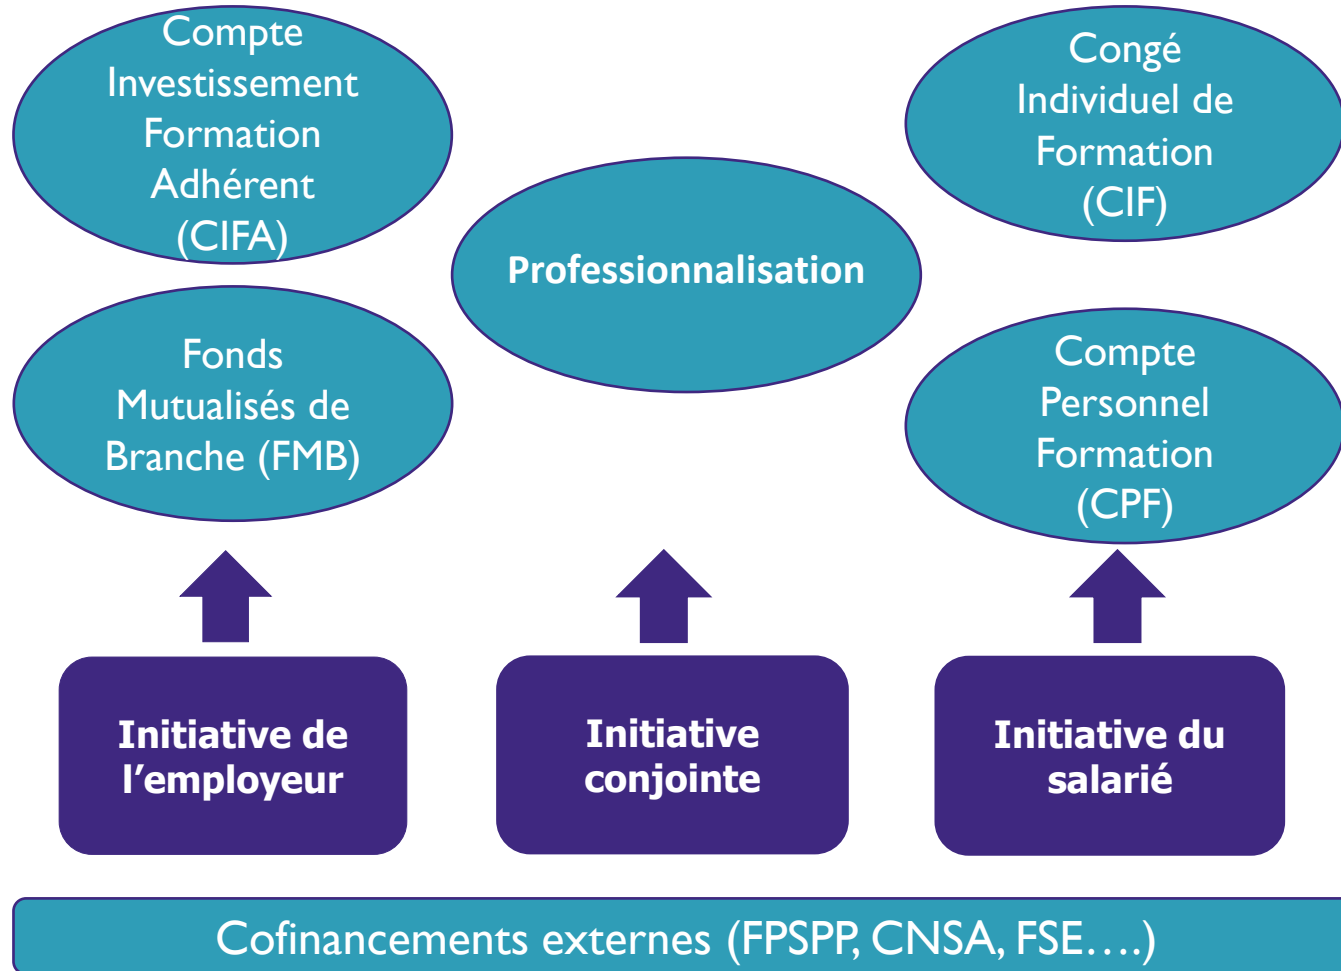 Compte
Investissement
Formation
Adhérent
(CIFA)
Fonds
Mutualisés de
Branche (FMB)
Professionnalisation
Congé
Individuel de
Formation
(CIF)
Compte
Personnel
Formation
(CPF)
Initiative de
l’employeur
Initiative
conjointe
Initiative du
salarié
Cofinancements externes (FPSPP, CNSA, FSE….)